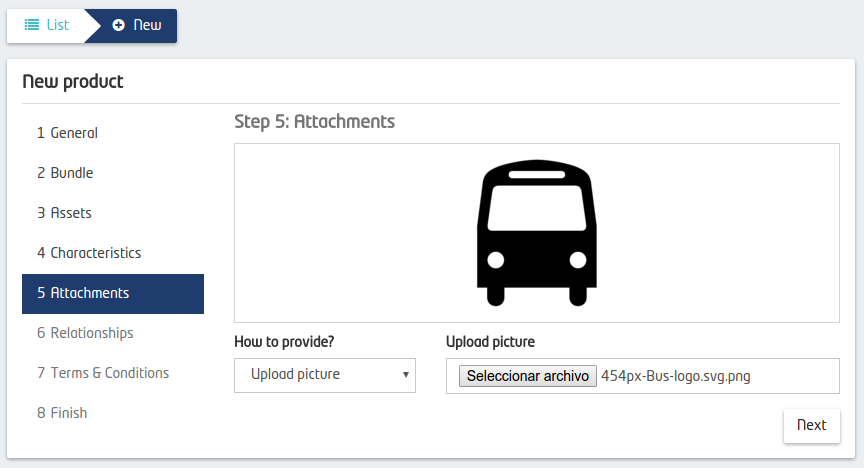 List
New
New product
1 General
2 Bundle
3 Assets
4 Characteristics
5 Attachments
6 Relationships
7 Terms & Conditions
8 Finish
Step 5: Attachments
How to provide?
Upload picture
Upload picture
Seleccionar archivo 454px-Bus-logo.svg.png
Next